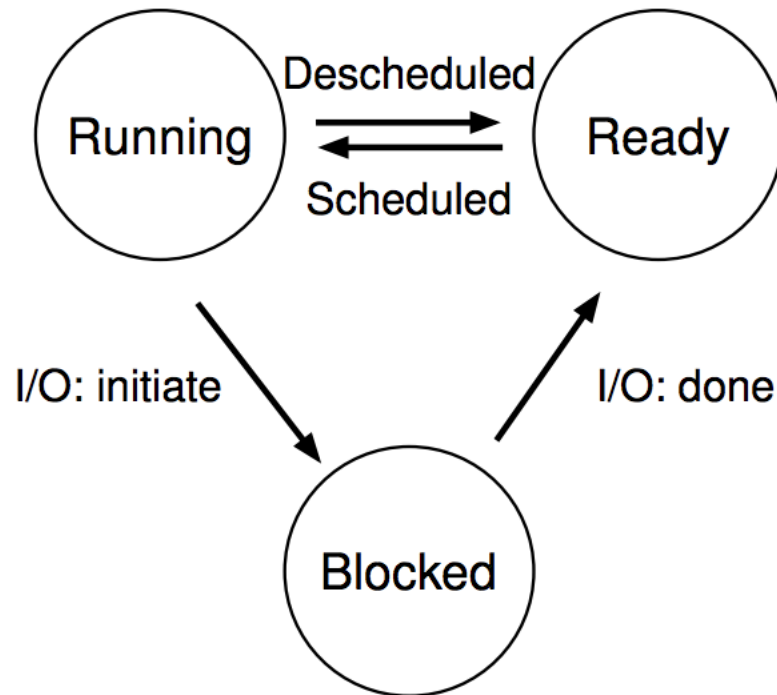 Descheduled
Running
Ready
Scheduled
I/O: initiate
I/O: done
Blocked